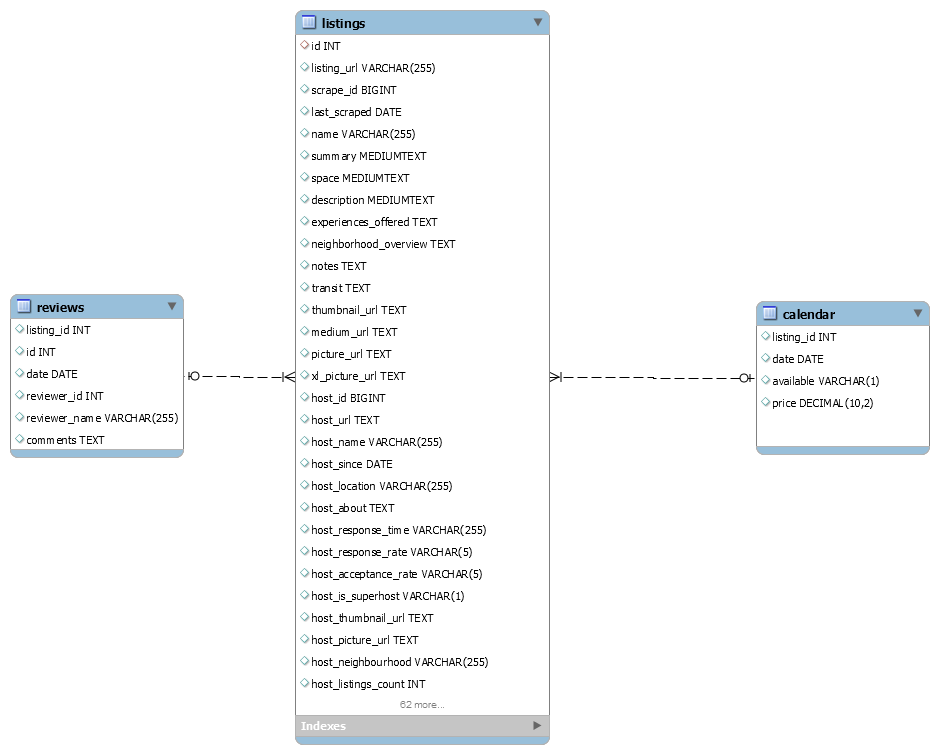 listings
id INT
listing_url VARCHAR(255)
scrape_id BIGINT
last_scraped DATE
name VARCHAR(255)
summary MEDIUMTEXT
space MEDIUMTEXT
description MEDIUMTEXT
experiences_offered TEXT
neighborhood_overview TEXT
notes TEXT
transit TEXT
thumbnail_url TEXT
medium_url TEXT
picture_url TEXT
xl_picture_url TEXT
host_id BIGINT
host_url TEXT
host_name VARCHAR(255)
host_since DATE
host_location VARCHAR(255)
host_about TEXT
host_response_time VARCHAR(255)
host_response_rate VARCHAR(5)
host_acceptance_rate VARCHAR(5)
host_is_superhost VARCHAR(1)
host_thumbnail_url TEXT
host_picture_url TEXT
host_neighbourhood VARCHAR(255)
host_listings_count INT
62 more...
Indexes
reviews
listing_id INT
id INT
date DATE
reviewer_id INT
reviewer_name VARCHAR(255)
comments TEXT
calendar
listing_id INT
date DATE
available VARCHAR(1)
price DECIMAL(10,2)